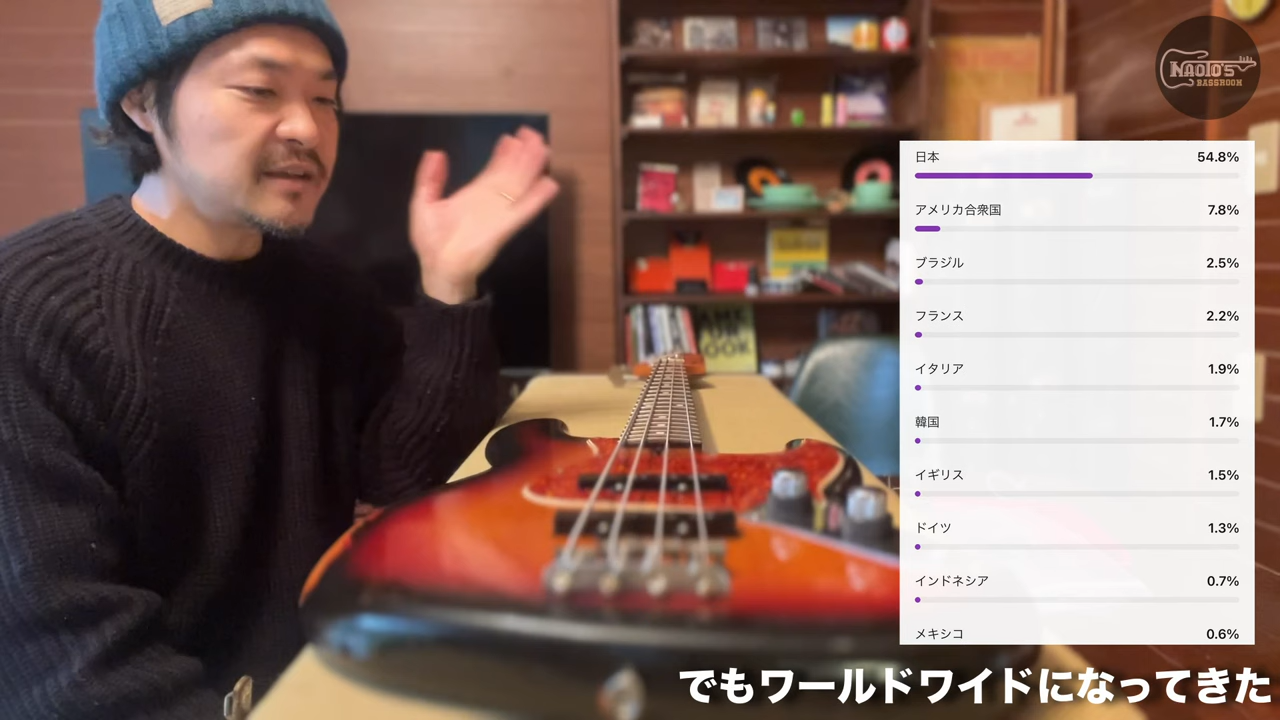 NAOTO'S
BASSROOM
日本 54.8%
アメリカ合衆国 7.8%
ブラジル 2.5%
フランス 2.2%
イタリア 1.9%
韓国 1.7%
イギリス 1.5%
ドイツ 1.3%
インドネシア 0.7%
メキシコ 0.6%
でもワールドワイドになってきた